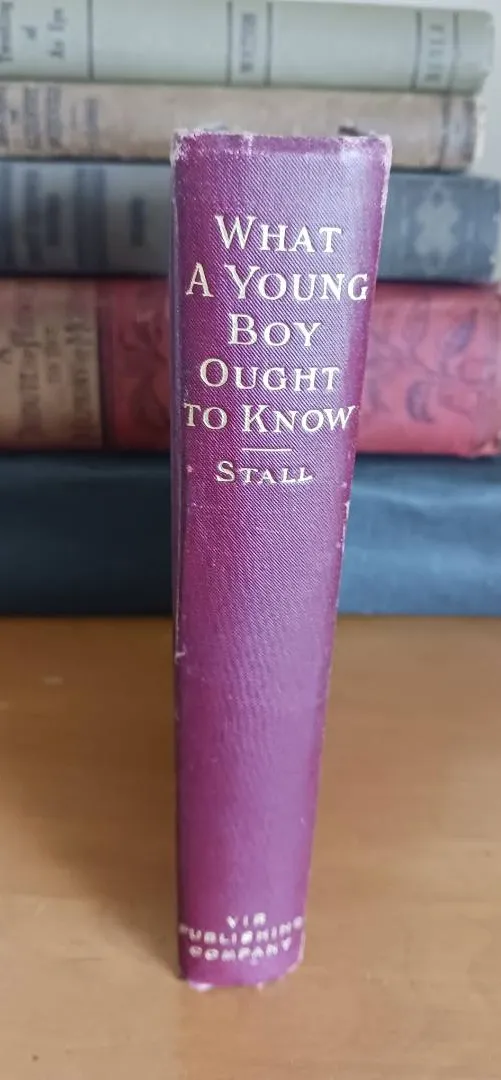 WHAT
A YOUNG
BOY
OUGHT
TO KNOW
STALL
VIR
PUBLISHING
COMPANY